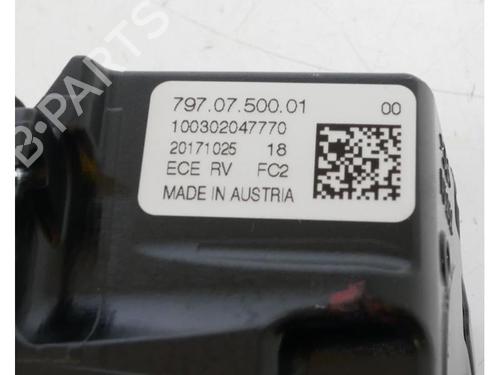 B-PARTS
797.07.500.01 00
100302047770
20171025 18
ECE RV FC2
MADE IN AUSTRIA